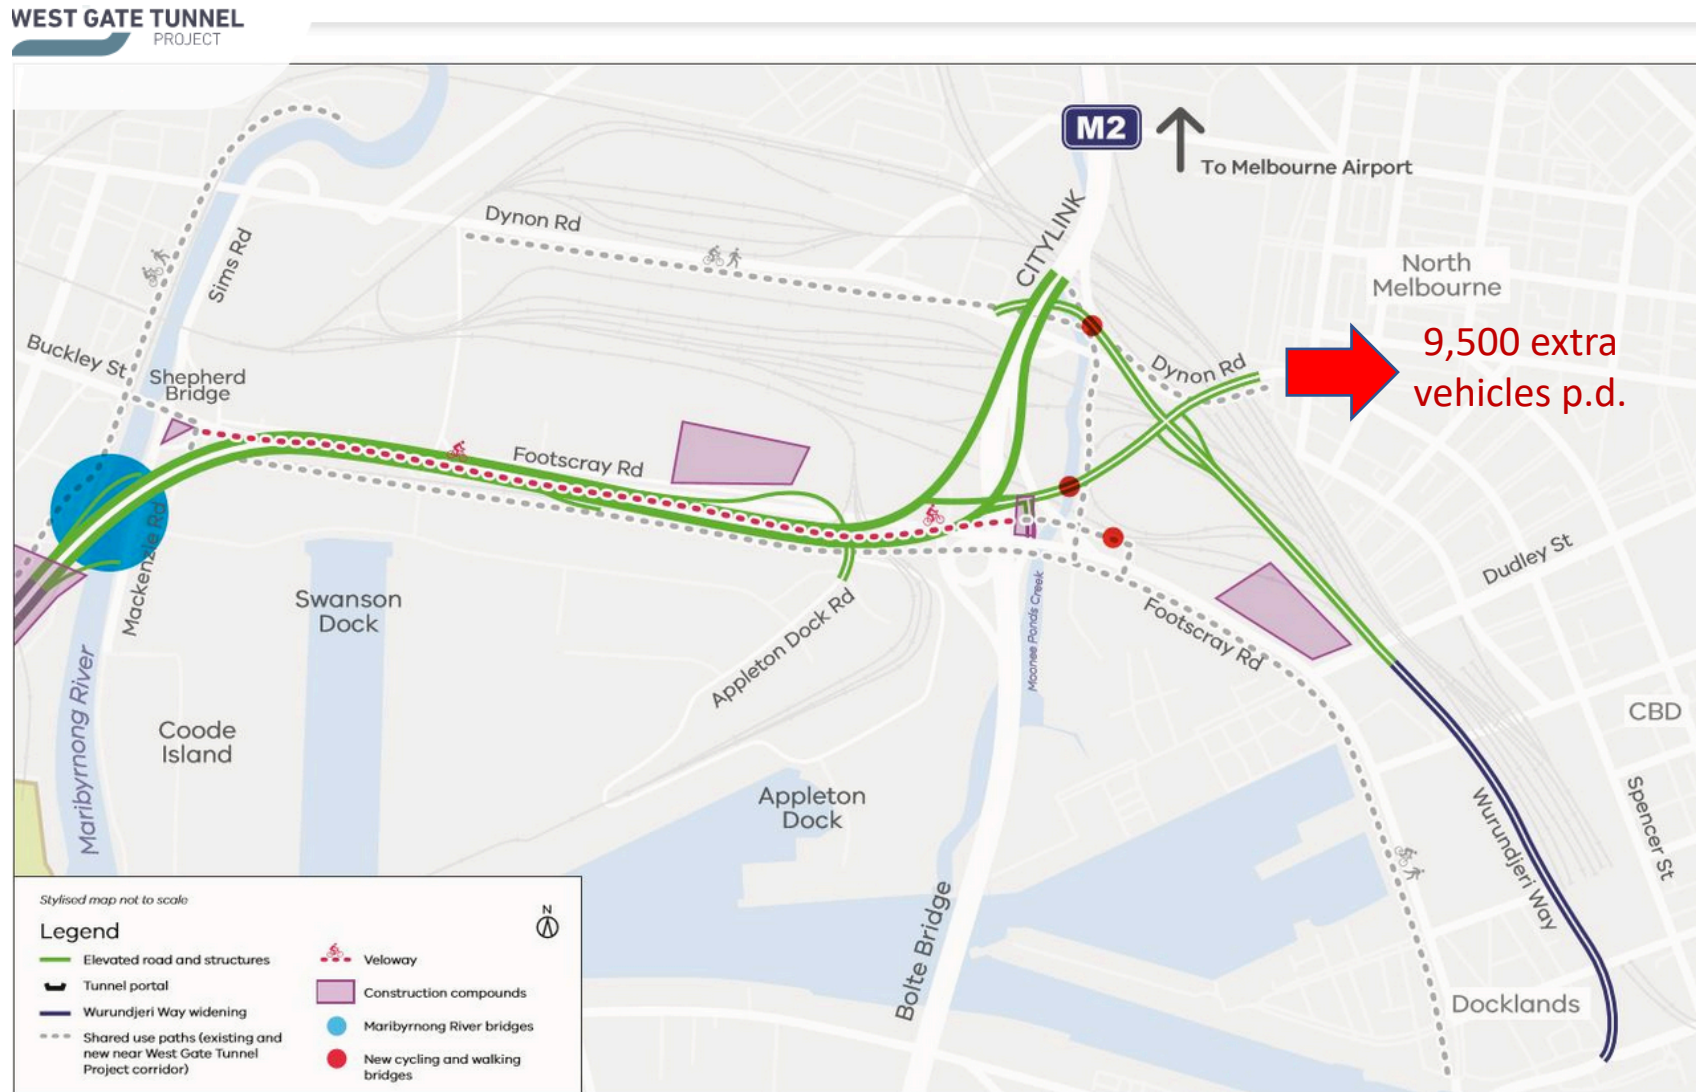 WEST GATE TUNNEL
PROJECT
M2
To Melbourne Airport
CITYLINK
Dynon Rd
Sims Rd
North
Melbourne
9,500 extra
vehicles p.d.
Dynon Rd
Buckley St
Shepherd
Bridge
Footscray Rd
Mackenzie Rd
Swanson
Dock
Dudley St
Appleton Dock Rd
Moonee Ponds Creek
Footscray Rd
Maribyrnong River
Coode
Island
CBD
Appleton
Dock
Spencer St
Wurundjeri Way
Bolte Bridge
Docklands
Stylised map not to scale
N
Legend
Elevated road and structures
Tunnel portal
Wurundjeri Way widening
Shared use paths (existing and
new near West Gate Tunnel
Project corridor)
Veloway
Construction compounds
Maribyrnong River bridges
New cycling and walking
bridges